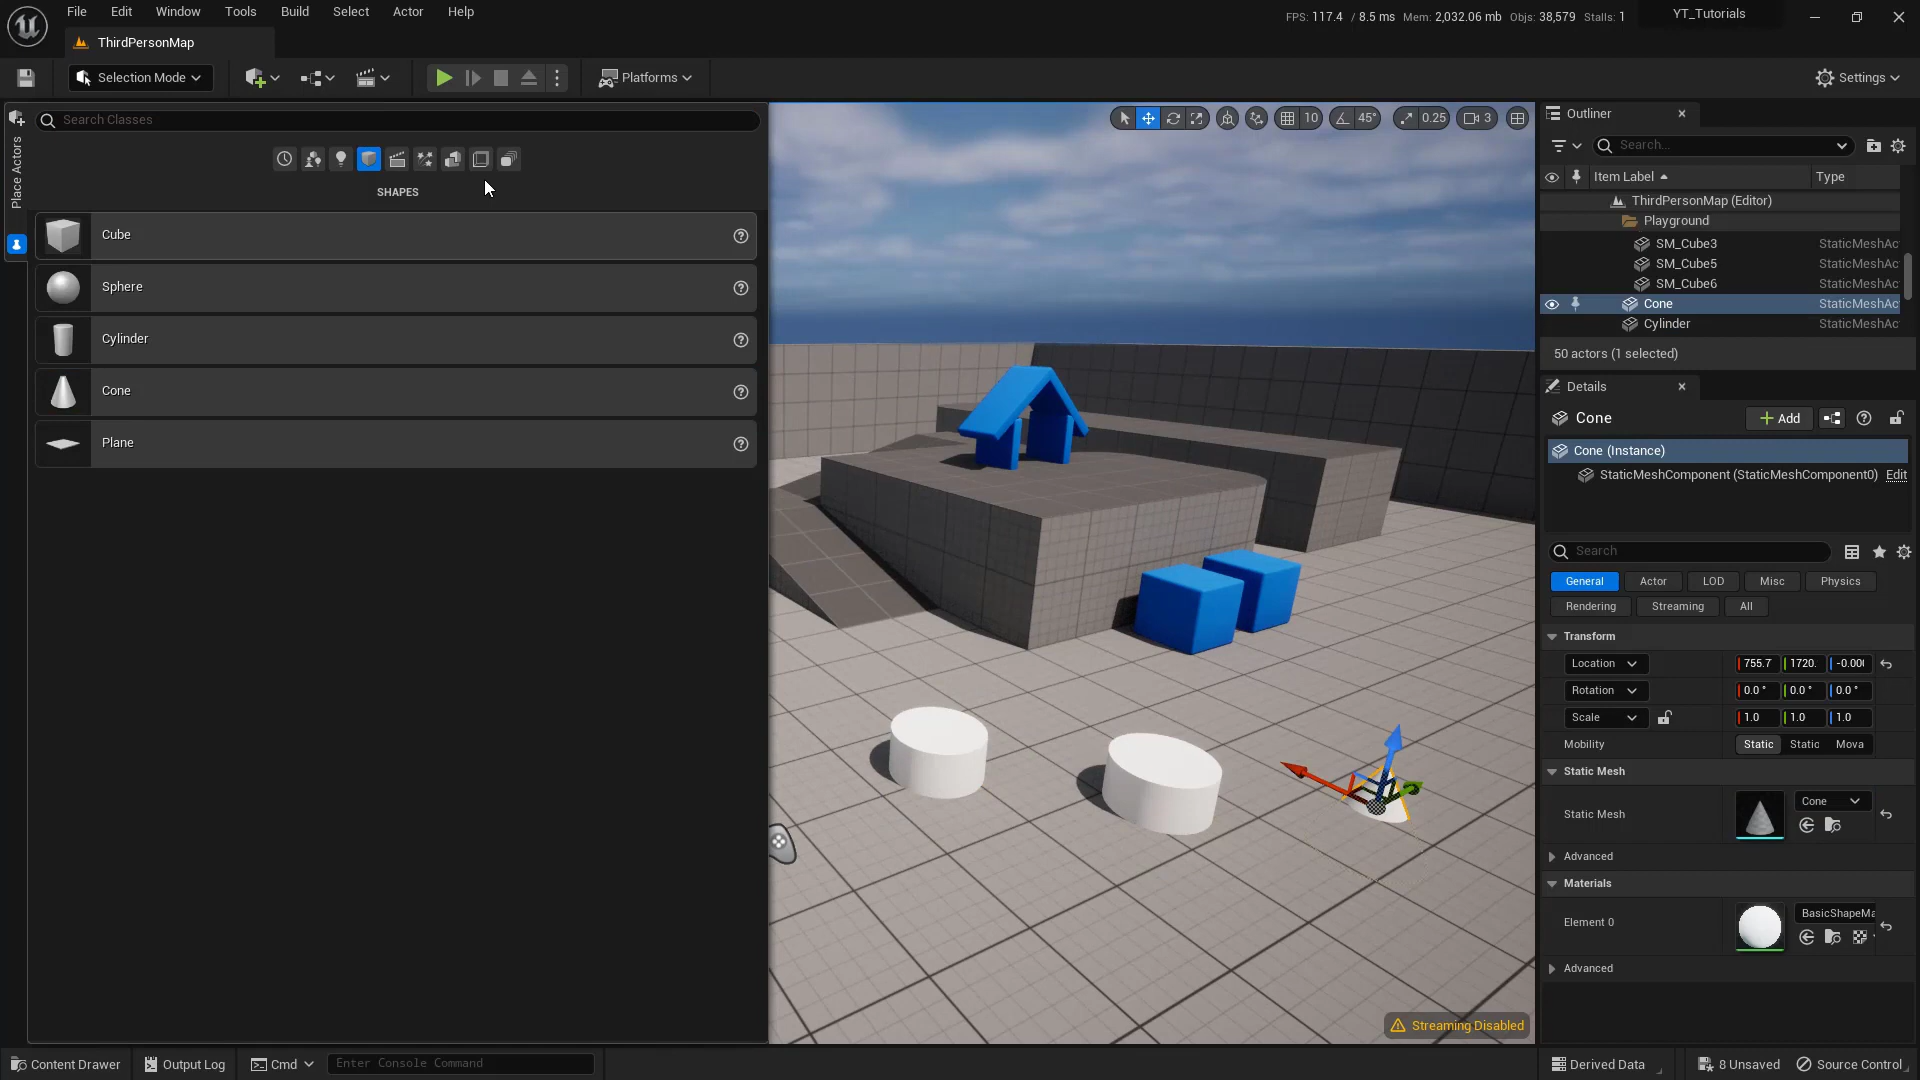 File Edit Window Tools Build Select Actor Help
FPS: 117.4 / 8.5 ms Mem: 2,032.06 mb Objs: 38,579 Stalls: 1
YT_Tutorials
ThirdPersonMap
Selection Mode
Platforms
Settings
Place Actors
Search Classes
SHAPES
Cube
Sphere
Cylinder
Cone
Plane
10
45°
0.25
3
Streaming Disabled
Outliner
Search...
Item Label Type
ThirdPersonMap (Editor)
Playground
SM_Cube3 StaticMeshAc
SM_Cube5 StaticMeshAc
SM_Cube6 StaticMeshAc
Cone StaticMeshAc
Cylinder StaticMeshAc
50 actors (1 selected)
Details
Cone
Add
Cone (Instance)
StaticMeshComponent (StaticMeshComponent0) Edit
Search
General Actor LOD Misc Physics
Rendering Streaming All
Transform
Location 755.7 1720. -0.00
Rotation 0.0 ° 0.0 ° 0.0 °
Scale 1.0 1.0 1.0
Mobility Static Static Mova
Static Mesh
Static Mesh Cone
Advanced
Materials
Element 0 BasicShapeMa
Advanced
Content Drawer Output Log Cmd Enter Console Command
Derived Data 8 Unsaved Source Control